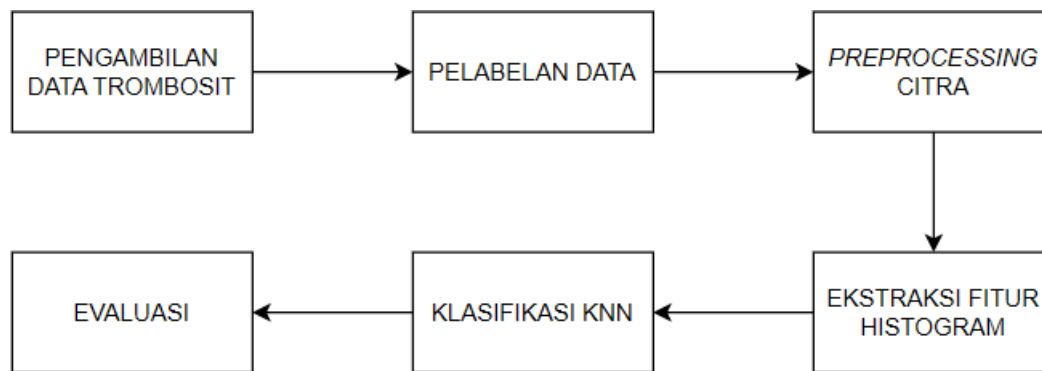 PENGAMBILAN
DATA TROMBOSIT
PELABELAN DATA
PREPROCESSING
CITRA
EKSTRAKSI FITUR
HISTOGRAM
KLASIFIKASI KNN
EVALUASI